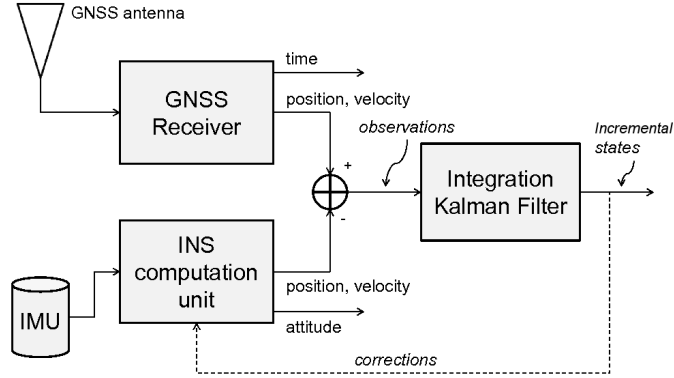 GNSS antenna
time
GNSS
Receiver
position, velocity
observations
Incremental
states
+
Integration
Kalman Filter
-
INS
computation
unit
IMU
position, velocity
attitude
corrections